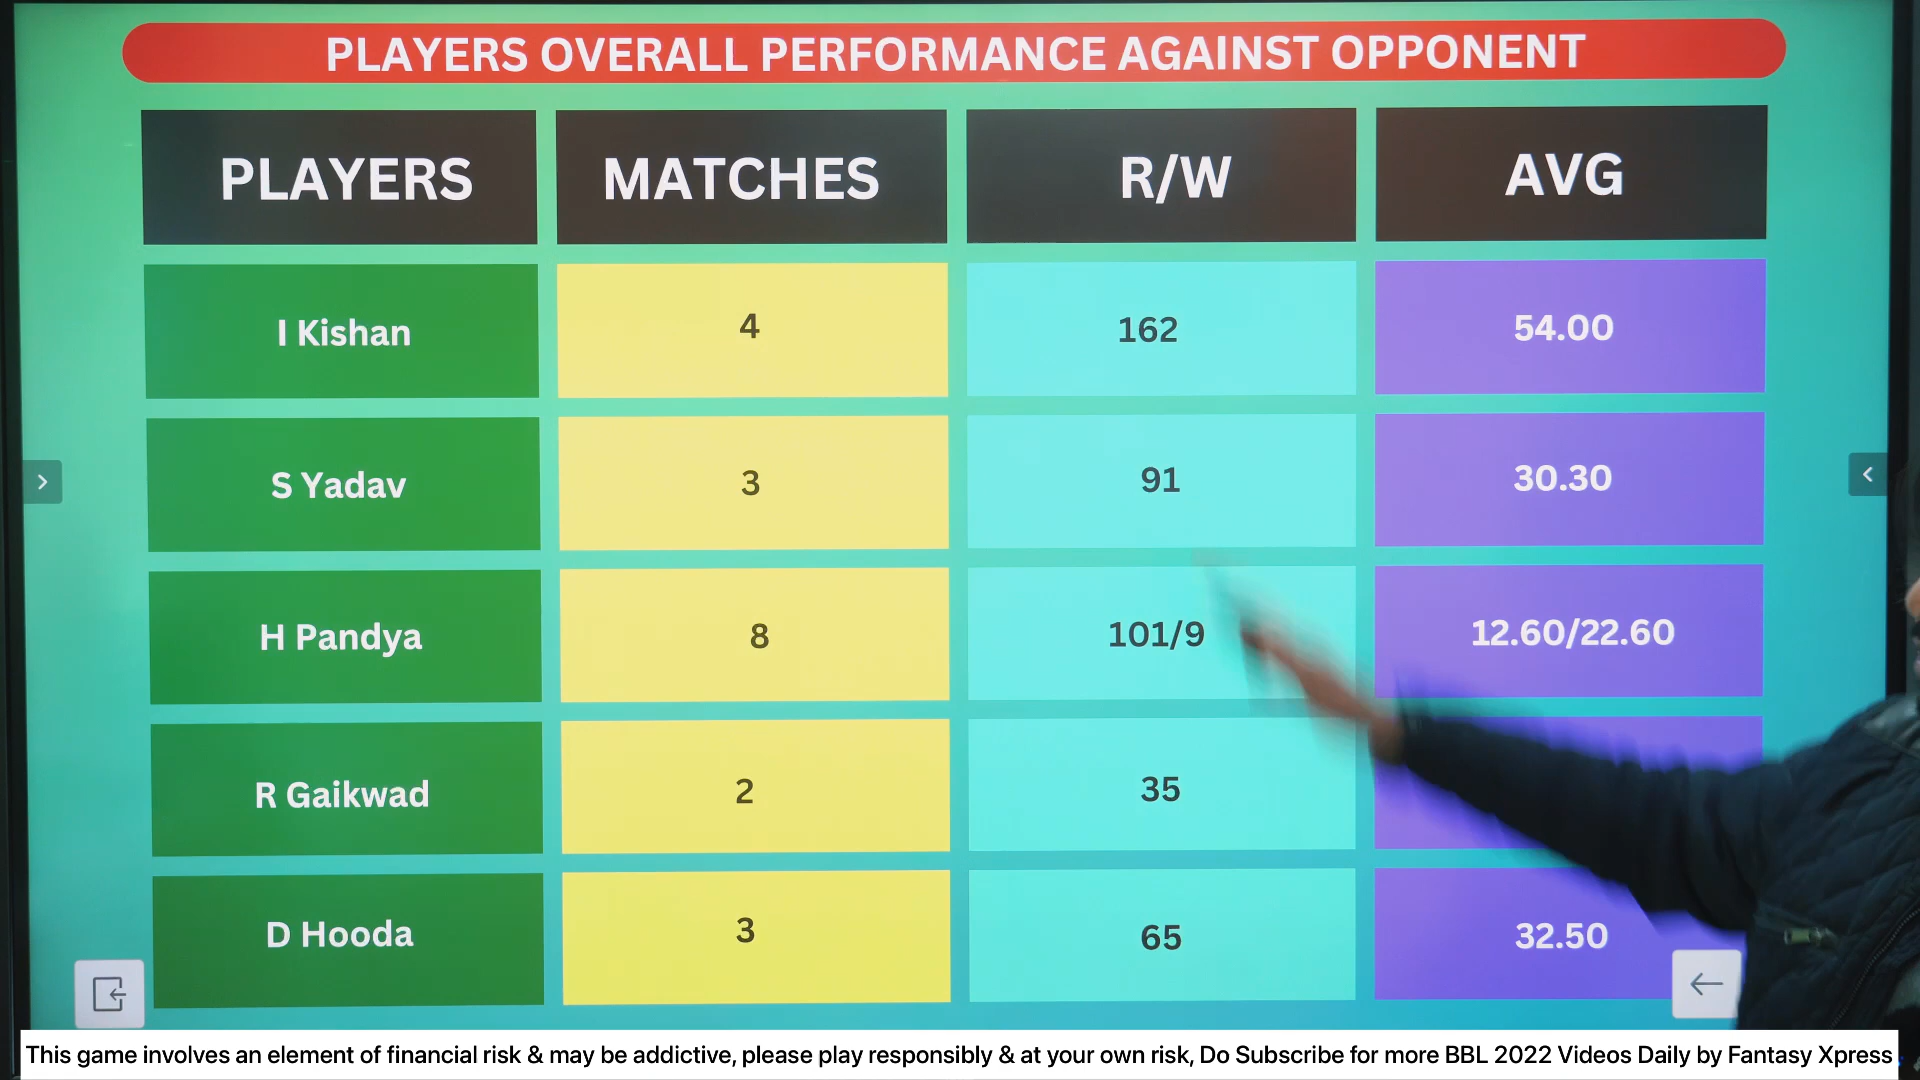 PLAYERS OVERALL PERFORMANCE AGAINST OPPONENT
PLAYERS MATCHES R/W AVG
I Kishan 4 162 54.00
S Yadav 3 91 30.30
H Pandya 8 101/9 12.60/22.60
R Gaikwad 2 35
D Hooda 3 65 32.50
This game involves an element of financial risk & may be addictive, please play responsibly & at your own risk, Do Subscribe for more BBL 2022 Videos Daily by Fantasy Xpress